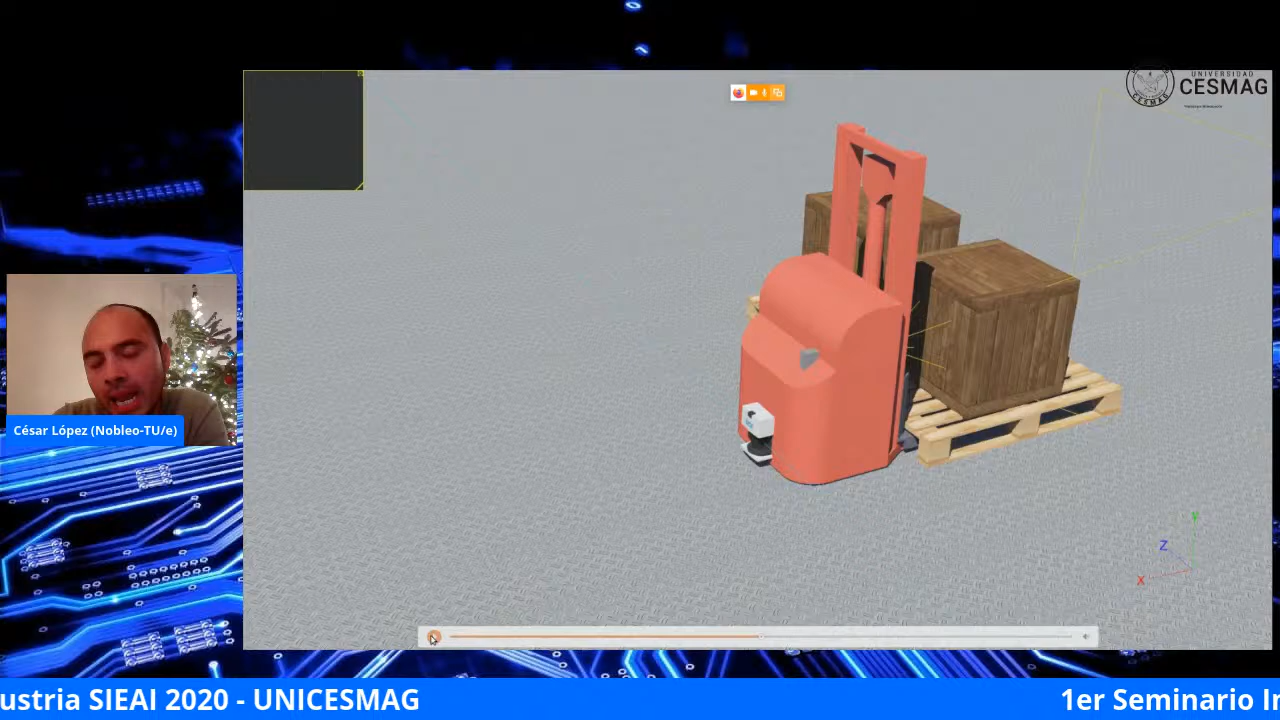 UNIVERSIDAD
CESMAG
César López (Nobleo-TU/e)
Y
Z
X
ustria SIEAI 2020 - UNICESMAG
1er Seminario In